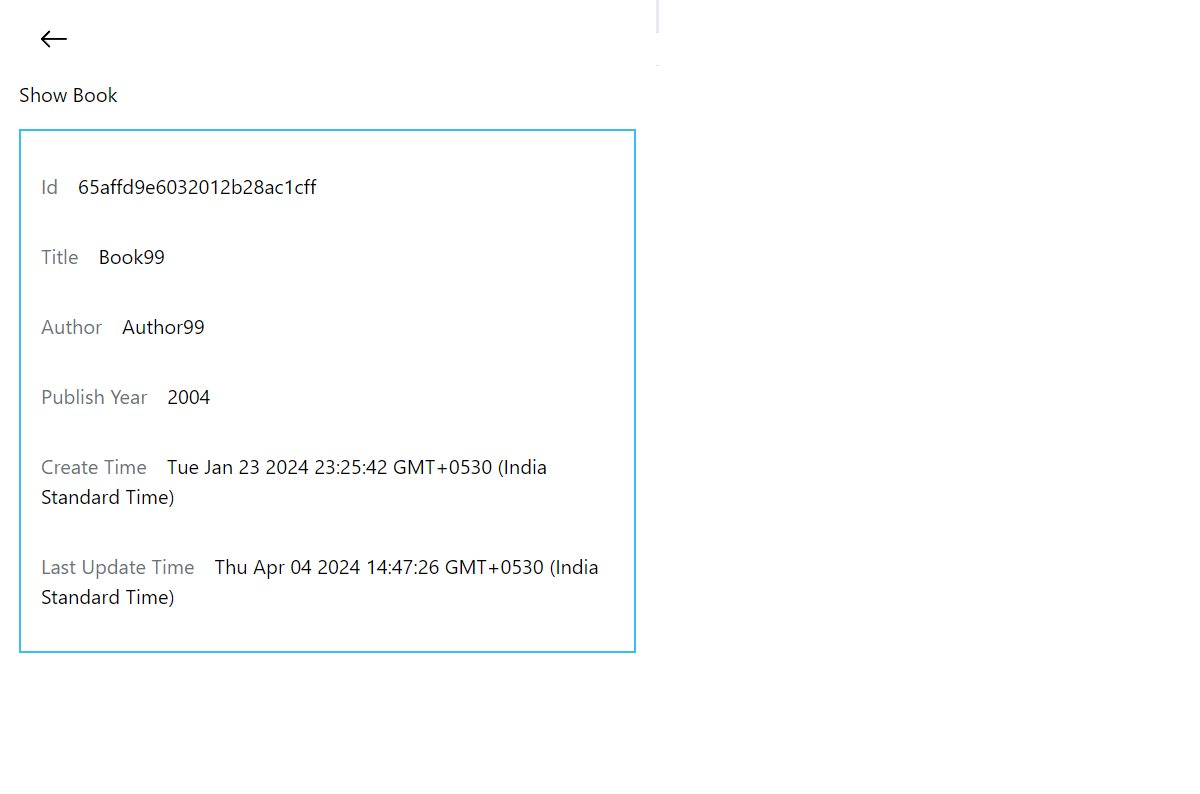 Show Book
Id 65affd9e6032012b28ac1cff
Title Book99
Author Author99
Publish Year 2004
Create Time Tue Jan 23 2024 23:25:42 GMT+0530 (India
Standard Time)
Last Update Time Thu Apr 04 2024 14:47:26 GMT+0530 (India
Standard Time)